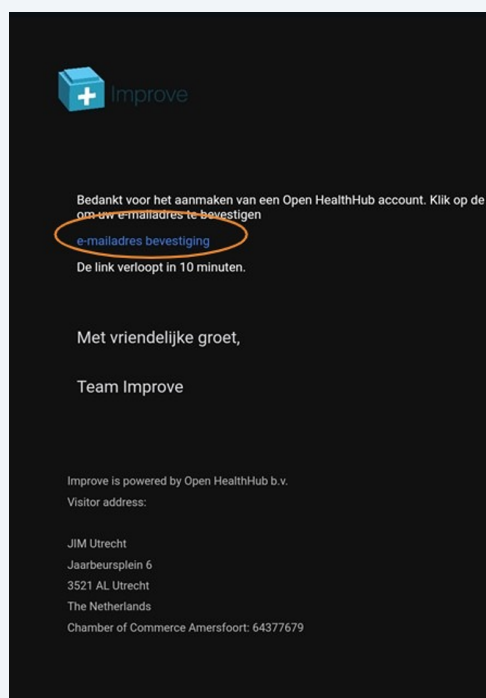 Improve
Bedankt voor het aanmaken van een Open HealthHub account. Klik op de
om uw e-mailadres te bevestigen
e-mailadres bevestiging
De link verloopt in 10 minuten.
Met vriendelijke groet,
Team Improve
Improve is powered by Open HealthHub b.v.
Visitor address:
JIM Utrecht
Jaarbeursplein 6
3521 AL Utrecht
The Netherlands
Chamber of Commerce Amersfoort: 64377679